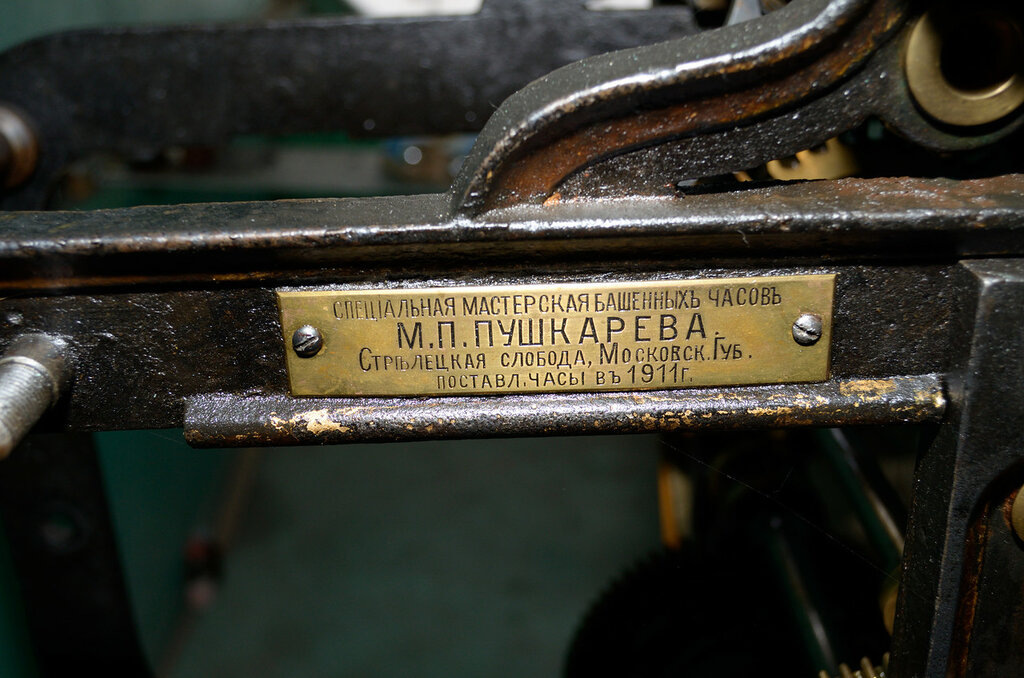 СПЕЦІАЛЬНАЯ МАСТЕРСКАЯ БАШЕННЫХЪ ЧАСОВЪ
М.П.ПУШКАРЕВА.
СТРѢЛЕЦКАЯ СЛОБОДА, МОСКОВСК.ГУБ.
ПОСТАВЛ.ЧАСЫ ВЪ 1911г.